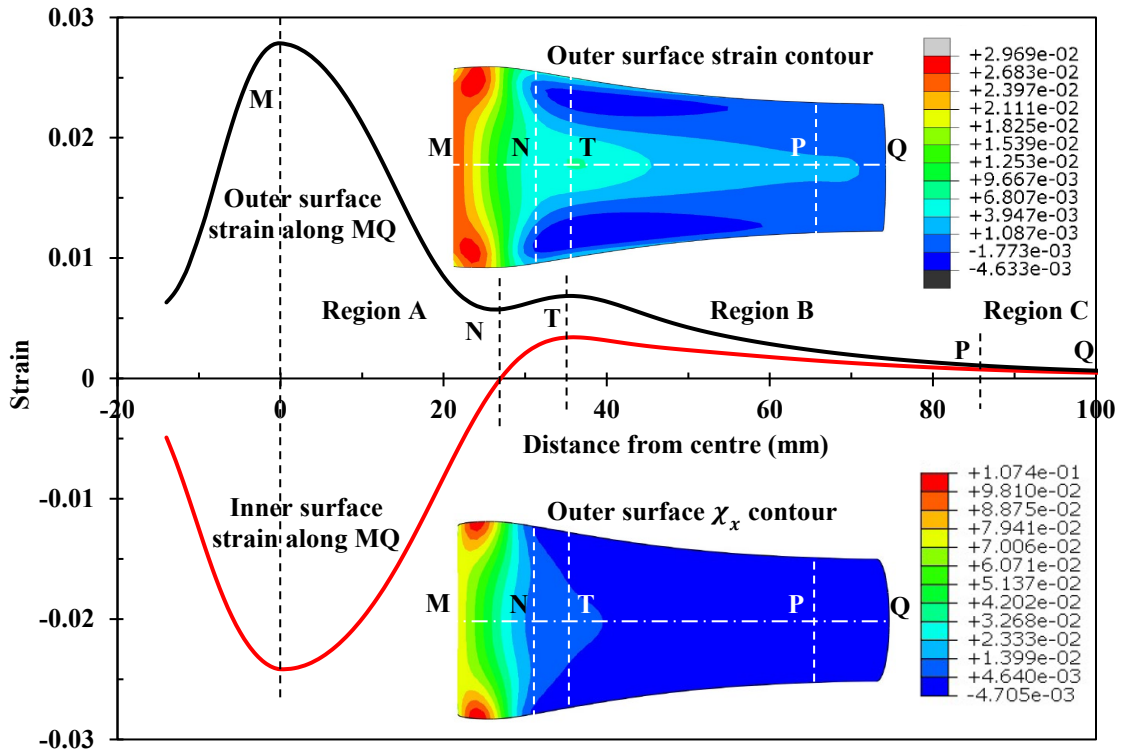 0.03
0.02
0.01
0
-0.01
-0.02
-0.03
Strain
-20
0
20
40
60
80
100
Distance from centre (mm)
M
Outer surface
strain along MQ
Region A
N
T
Region B
Region C
P
Q
Inner surface
strain along MQ
Outer surface strain contour
M
N
T
P
Q
+2.969e-02
+2.683e-02
+2.397e-02
+2.111e-02
+1.825e-02
+1.539e-02
+1.253e-02
+9.667e-03
+6.807e-03
+3.947e-03
+1.087e-03
-1.773e-03
-4.633e-03
Outer surface χₓ contour
M
N
T
P
Q
+1.074e-01
+9.810e-02
+8.875e-02
+7.941e-02
+7.006e-02
+6.071e-02
+5.137e-02
+4.202e-02
+3.268e-02
+2.333e-02
+1.399e-02
+4.640e-03
-4.705e-03